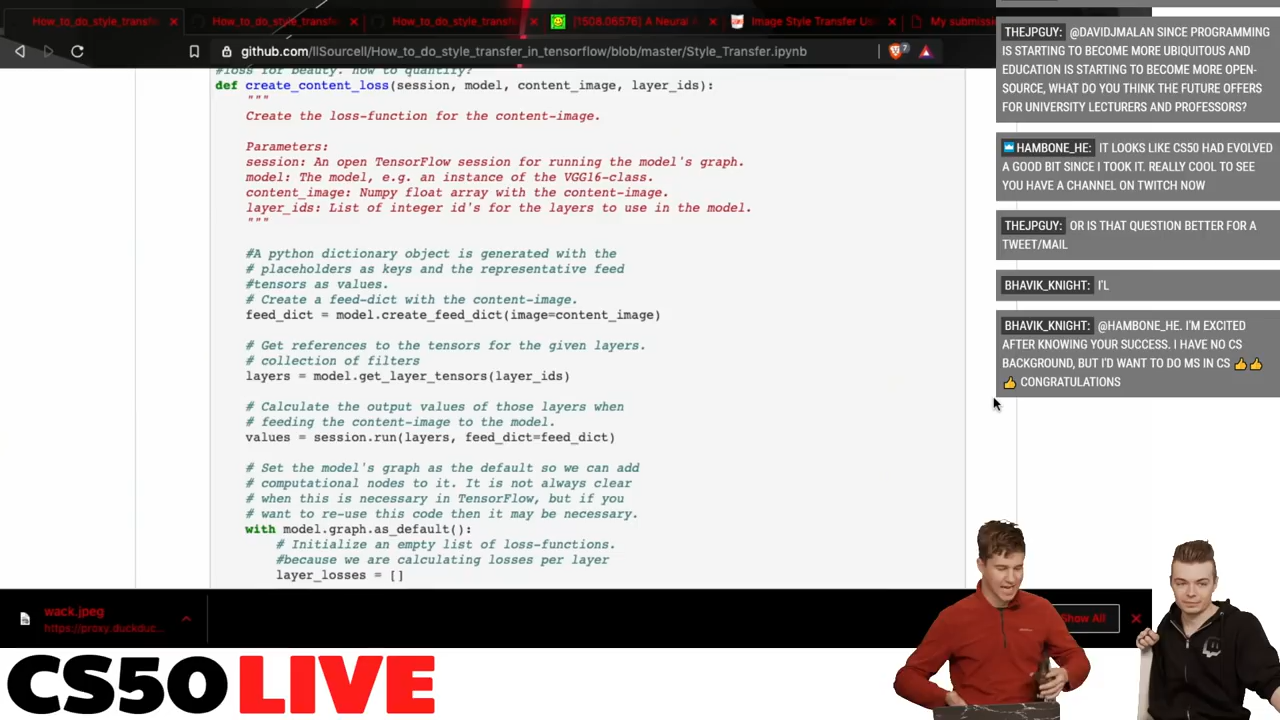 How_to_do_style_transfe
How_to_do_style_transfe
How_to_do_style_transfe
[1508.06576] A Neural A
Image Style Transfer Us
My submissi
github.com/llSourcell/How_to_do_style_transfer_in_tensorflow/blob/master/Style_Transfer.ipynb
7
#loss for beauty. how to quantify?
def create_content_loss(session, model, content_image, layer_ids):
"""
Create the loss-function for the content-image.
Parameters:
session: An open TensorFlow session for running the model's graph.
model: The model, e.g. an instance of the VGG16-class.
content_image: Numpy float array with the content-image.
layer_ids: List of integer id's for the layers to use in the model.
"""
#A python dictionary object is generated with the
# placeholders as keys and the representative feed
#tensors as values.
# Create a feed-dict with the content-image.
feed_dict = model.create_feed_dict(image=content_image)
# Get references to the tensors for the given layers.
# collection of filters
layers = model.get_layer_tensors(layer_ids)
# Calculate the output values of those layers when
# feeding the content-image to the model.
values = session.run(layers, feed_dict=feed_dict)
# Set the model's graph as the default so we can add
# computational nodes to it. It is not always clear
# when this is necessary in TensorFlow, but if you
# want to re-use this code then it may be necessary.
with model.graph.as_default():
# Initialize an empty list of loss-functions.
#because we are calculating losses per layer
layer_losses = []
THEJPGUY: @DAVIDJMALAN SINCE PROGRAMMING
IS STARTING TO BECOME MORE UBIQUITOUS AND
EDUCATION IS STARTING TO BECOME MORE OPEN-
SOURCE, WHAT DO YOU THINK THE FUTURE OFFERS
FOR UNIVERSITY LECTURERS AND PROFESSORS?
HAMBONE_HE: IT LOOKS LIKE CS50 HAD EVOLVED
A GOOD BIT SINCE I TOOK IT. REALLY COOL TO SEE
YOU HAVE A CHANNEL ON TWITCH NOW
THEJPGUY: OR IS THAT QUESTION BETTER FOR A
TWEET/MAIL
BHAVIK_KNIGHT: I'L
BHAVIK_KNIGHT: @HAMBONE_HE. I'M EXCITED
AFTER KNOWING YOUR SUCCESS. I HAVE NO CS
BACKGROUND, BUT I'D WANT TO DO MS IN CS 👍👍
👍 CONGRATULATIONS
wack.jpeg
https://proxy.duckduc...
Show All
CS50 LIVE